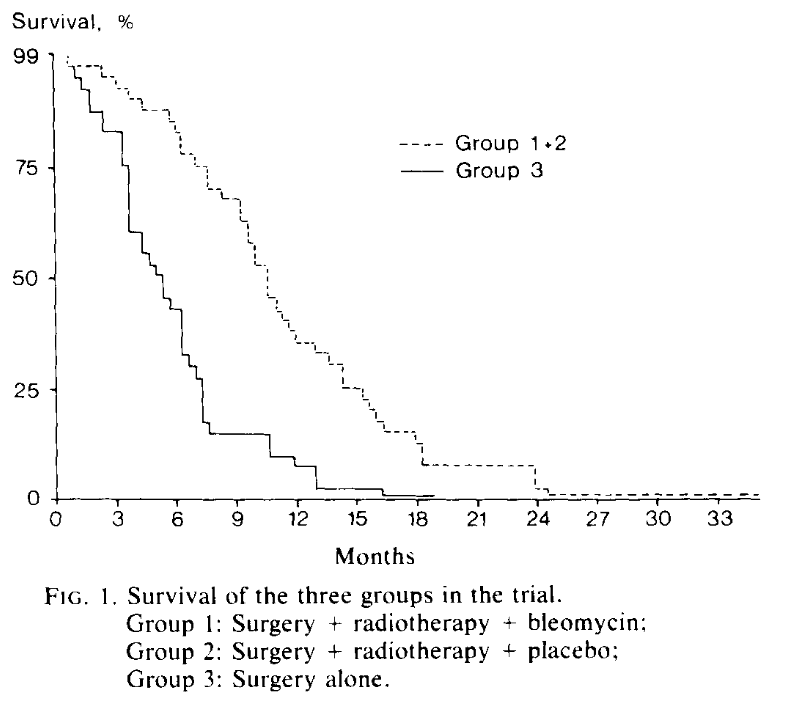 Survival, %
99
75
50
25
0
Group 1+2
Group 3
0 3 6 9 12 15 18 21 24 27 30 33
Months
FIG. 1. Survival of the three groups in the trial.
Group 1: Surgery + radiotherapy + bleomycin;
Group 2: Surgery + radiotherapy + placebo;
Group 3: Surgery alone.